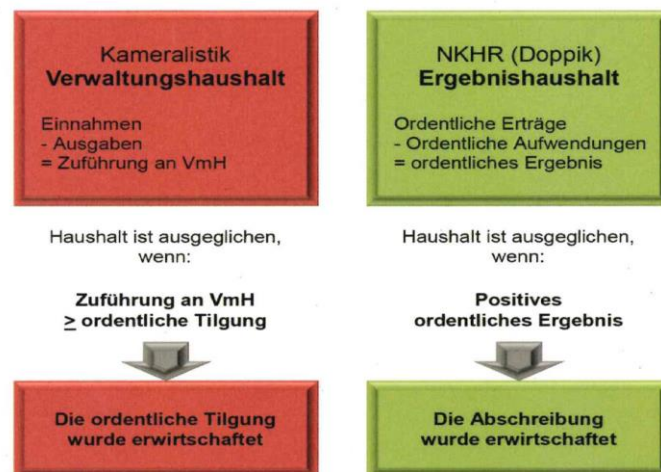 Kameralistik
Verwaltungshaushalt
Einnahmen
- Ausgaben
= Zuführung an VmH
Haushalt ist ausgeglichen,
wenn:
Zuführung an VmH
≥ ordentliche Tilgung
Die ordentliche Tilgung
wurde erwirtschaftet
NKHR (Doppik)
Ergebnishaushalt
Ordentliche Erträge
- Ordentliche Aufwendungen
= ordentliches Ergebnis
Haushalt ist ausgeglichen,
wenn:
Positives
ordentliches Ergebnis
Die Abschreibung
wurde erwirtschaftet